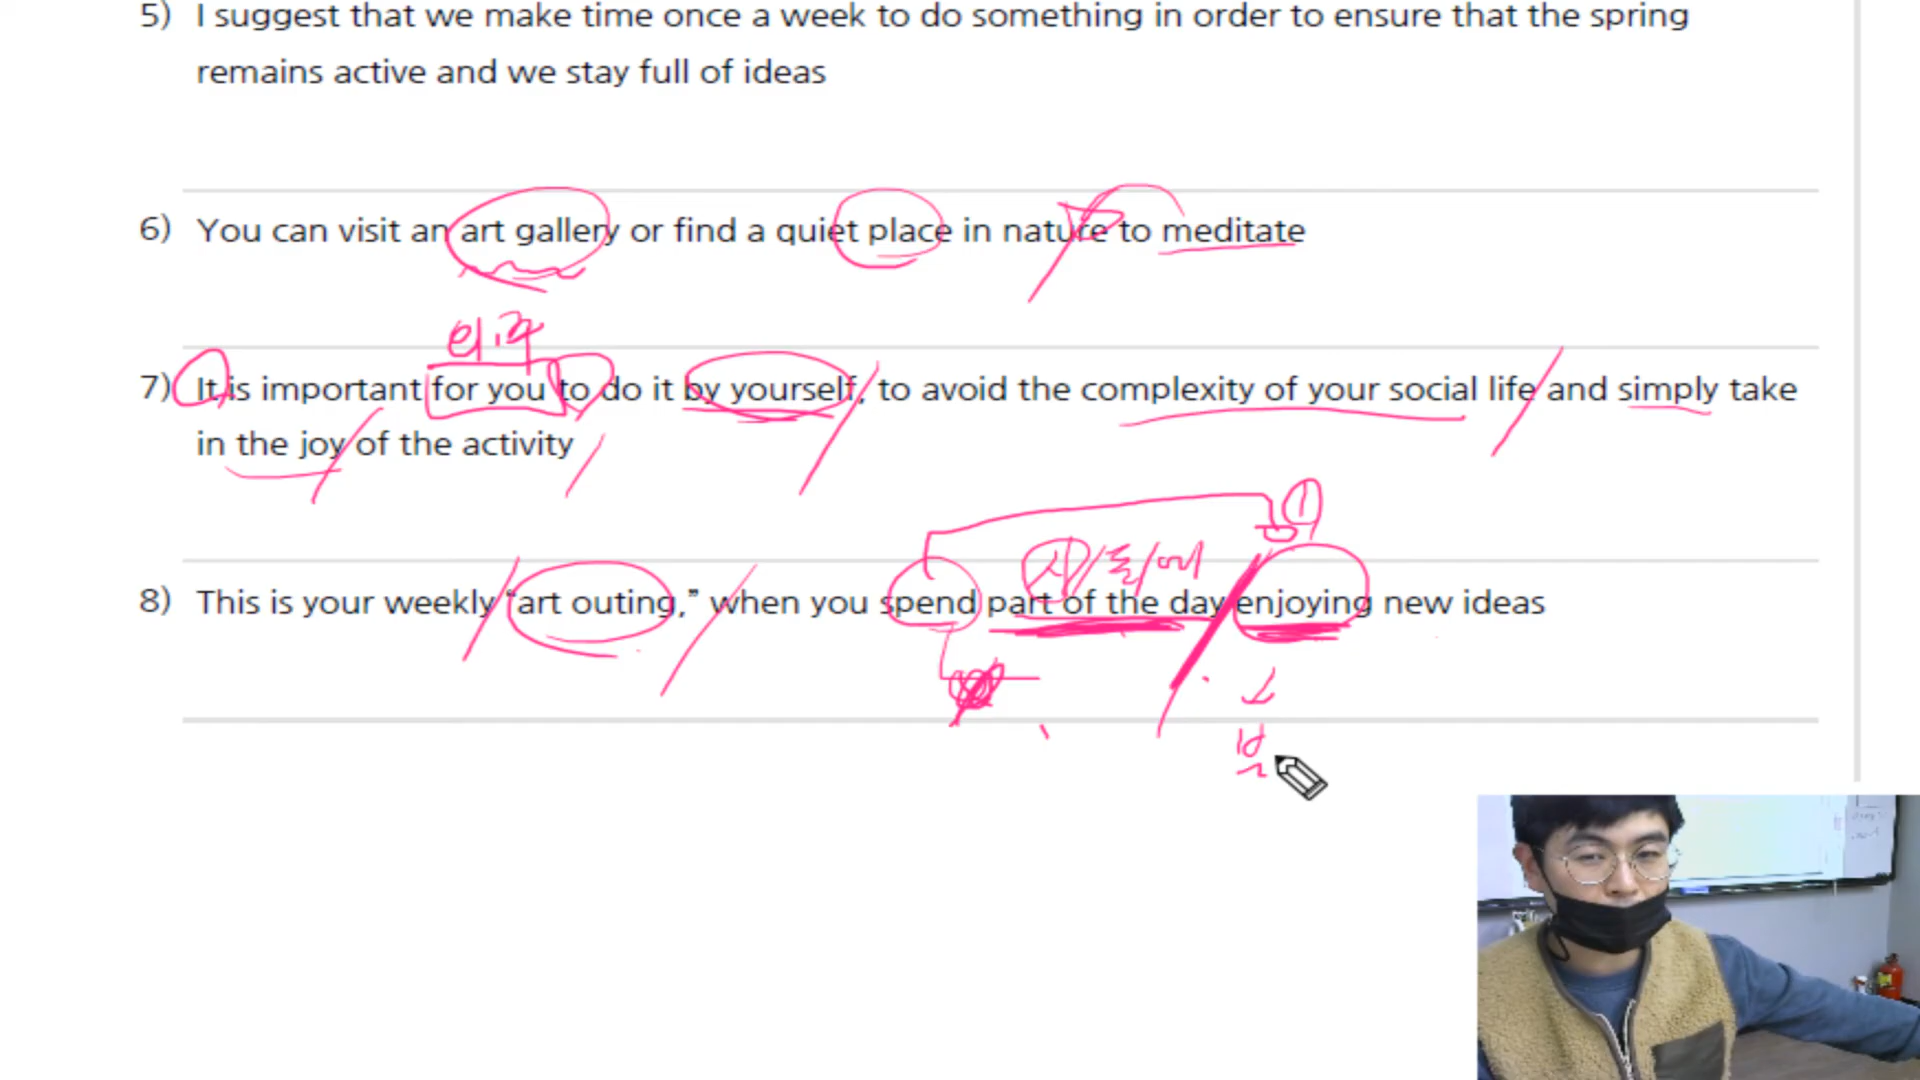 5) I suggest that we make time once a week to do something in order to ensure that the spring
remains active and we stay full of ideas
6) You can visit an art gallery or find a quiet place in nature to meditate
의.주
7) It is important for you to do it by yourself, to avoid the complexity of your social life and simply take
in the joy of the activity
①
시/돈/에
8) This is your weekly “art outing,” when you spend part of the day enjoying new ideas